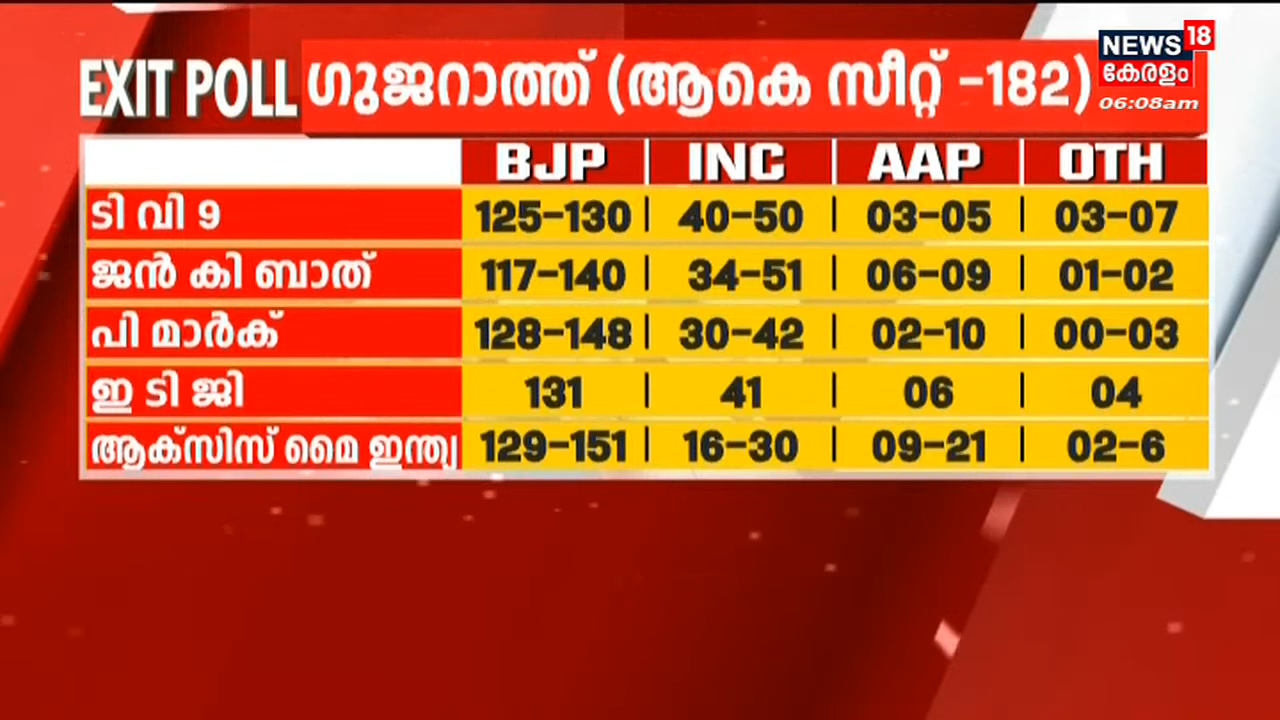 EXIT POLL ഗുജറാത്ത് (ആകെ സീറ്റ് -182)
NEWS 18
കേരളം
06:08am
BJP INC AAP OTH
ടി വി 9 125-130 40-50 03-05 03-07
ജൻ കി ബാത് 117-140 34-51 06-09 01-02
പി മാർക് 128-148 30-42 02-10 00-03
ഇ ടി ജി 131 41 06 04
ആക്സിസ് മൈ ഇന്ത്യ 129-151 16-30 09-21 02-6